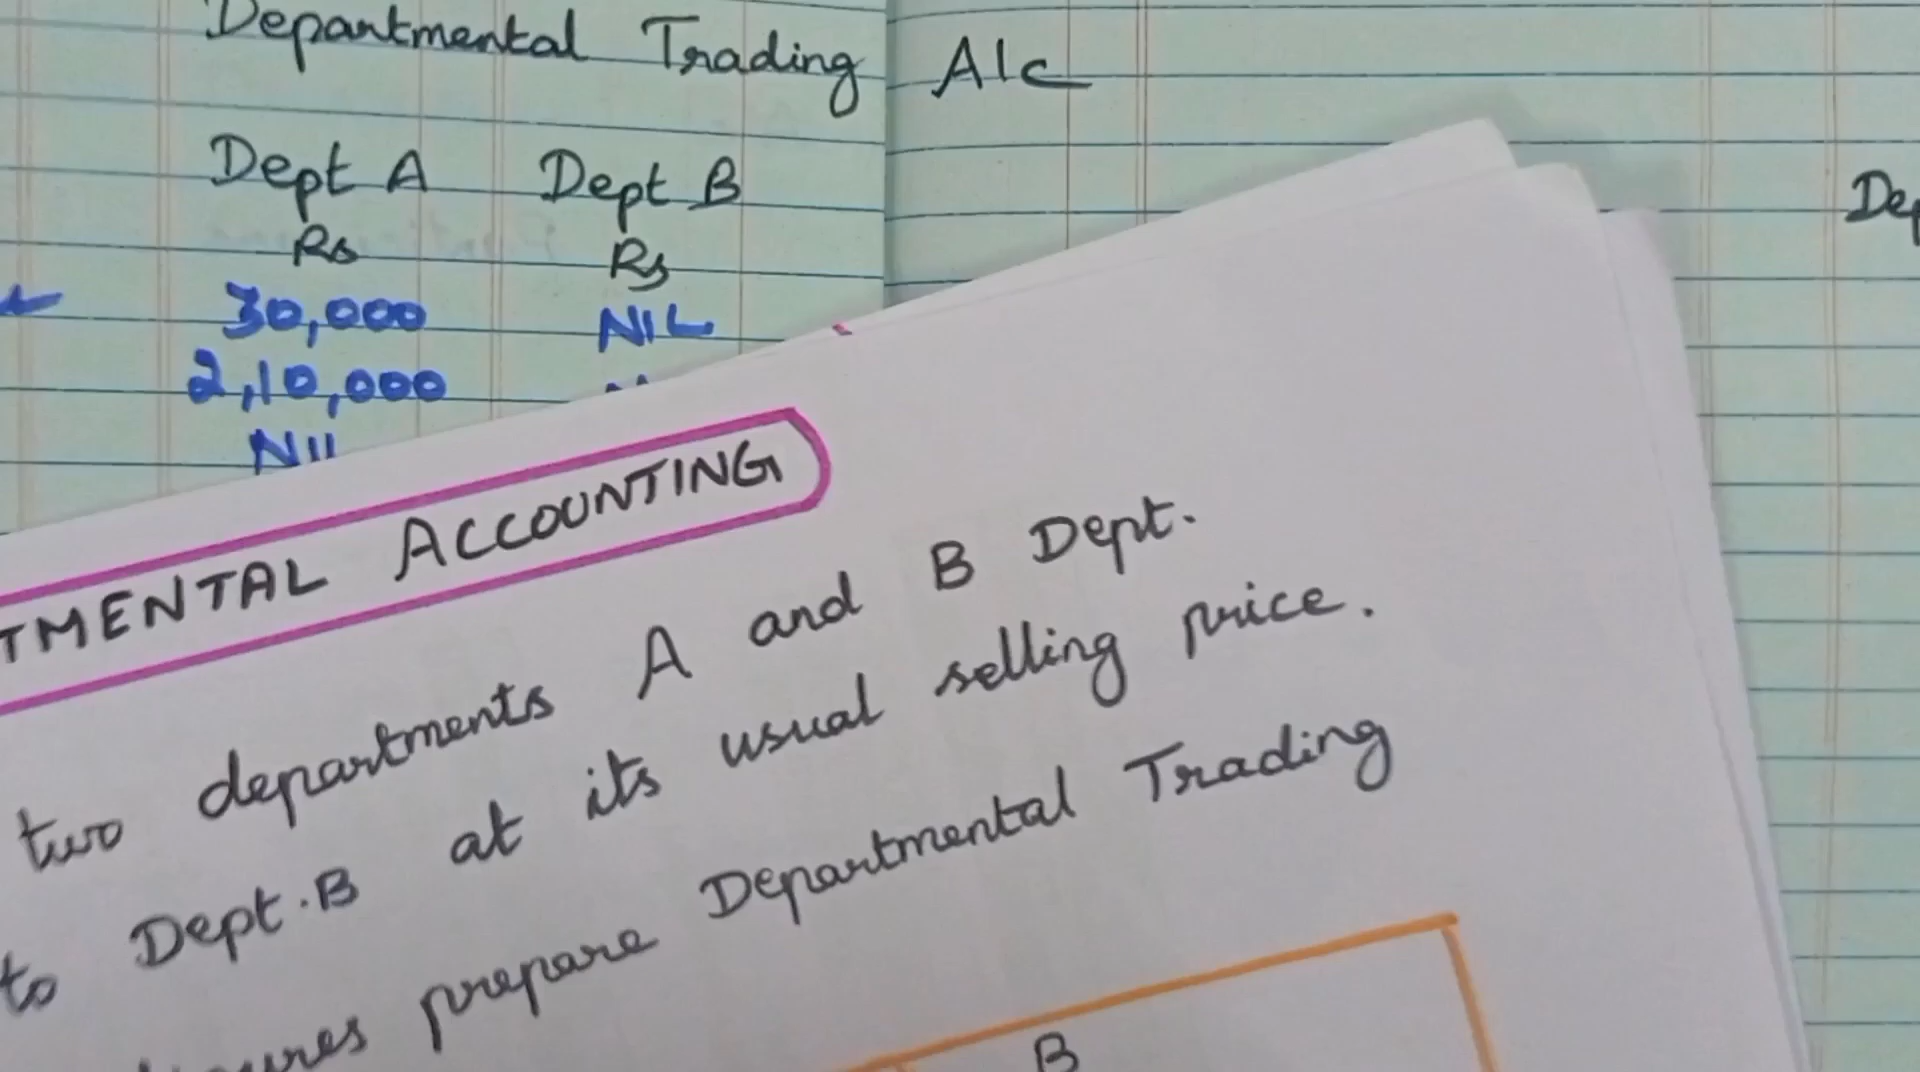 Departmental Trading A/c
Dept A Dept B
Rs Rs
30,000 NIL
2,10,000
NIL
Dep
TMENTAL ACCOUNTING
two departments A and B Dept.
to Dept.B at its usual selling price.
prepare Departmental Trading
B